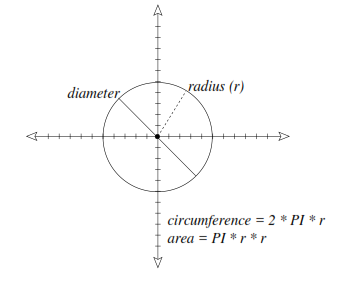 diameter
radius (r)
circumference = 2 * PI * r
area = PI * r * r